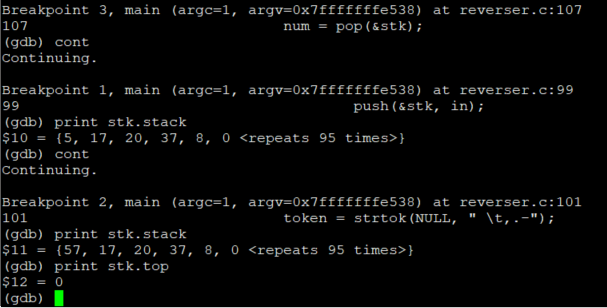 Breakpoint 3, main (argc=1, argv=0x7fffffffe538) at reverser.c:107
107 num = pop(&stk);
(gdb) cont
Continuing.
Breakpoint 1, main (argc=1, argv=0x7fffffffe538) at reverser.c:99
99 push(&stk, in);
(gdb) print stk.stack
$10 = {5, 17, 20, 37, 8, 0 <repeats 95 times>}
(gdb) cont
Continuing.
Breakpoint 2, main (argc=1, argv=0x7fffffffe538) at reverser.c:101
101 token = strtok(NULL, " \t,.-");
(gdb) print stk.stack
$11 = {57, 17, 20, 37, 8, 0 <repeats 95 times>}
(gdb) print stk.top
$12 = 0
(gdb)